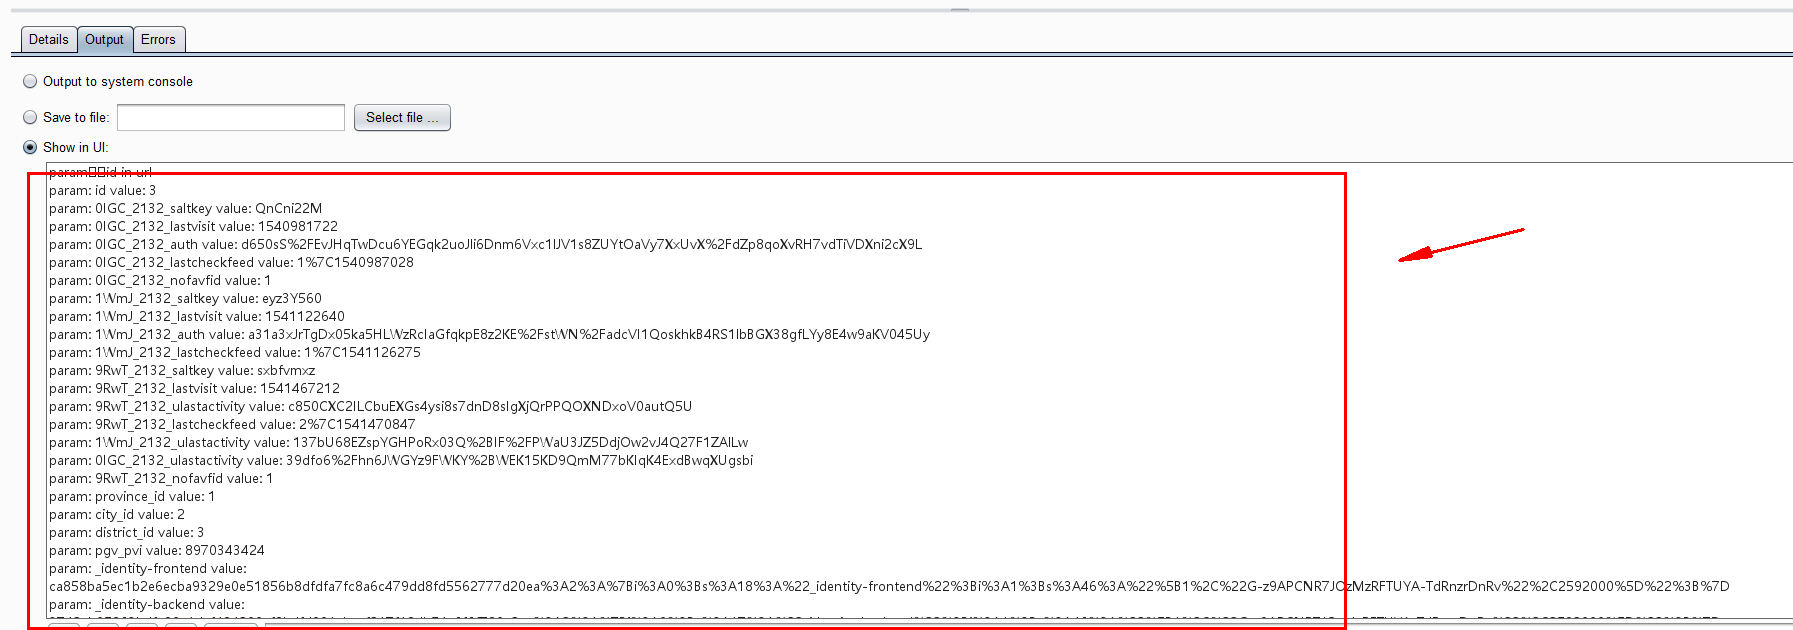 Details Output Errors
Output to system console
Save to file: Select file ...
Show in UI:
id in url
param: id value: 3
param: 0IGC_2132_saltkey value: QnCni22M
param: 0IGC_2132_lastvisit value: 1540981722
param: 0IGC_2132_auth value: d650sS%2FEvJHqTwDcu6YEGqk2uoJli6Dnm6Vxc1IJV1s8ZUYtOaVy7XxUvX%2FdZp8qoXvRH7vdTiVDXni2cX9L
param: 0IGC_2132_lastcheckfeed value: 1%7C1540987028
param: 0IGC_2132_nofavfid value: 1
param: 1WmJ_2132_saltkey value: eyz3Y560
param: 1WmJ_2132_lastvisit value: 1541122640
param: 1WmJ_2132_auth value: a31a3xJrTgDx05ka5HLWzRcIaGfqkpE8z2KE%2FstWN%2FadcVI1QoskhkB4RS1IbBGX38gfLYy8E4w9aKV045Uy
param: 1WmJ_2132_lastcheckfeed value: 1%7C1541126275
param: 9RwT_2132_saltkey value: sxbfvmxz
param: 9RwT_2132_lastvisit value: 1541467212
param: 9RwT_2132_ulastactivity value: c850CXC2ILCbuEXGs4ysi8s7dnD8sIgXjQrPPQOXNDxoV0autQ5U
param: 9RwT_2132_lastcheckfeed value: 2%7C1541470847
param: 1WmJ_2132_ulastactivity value: 137bU68EZspYGHPoRx03Q%2BIF%2FPWaU3JZ5DdjOw2vJ4Q27F1ZAILw
param: 0IGC_2132_ulastactivity value: 39dfo6%2Fhn6JWGYz9FWKY%2BWEK15KD9QmM77bKIqK4ExdBwqXUgsbi
param: 9RwT_2132_nofavfid value: 1
param: province_id value: 1
param: city_id value: 2
param: district_id value: 3
param: pgv_pvi value: 8970343424
param: _identity-frontend value:
ca858ba5ec1b2e6ecba9329e0e51856b8dfdfa7fc8a6c479dd8fd5562777d20ea%3A2%3A%7Bi%3A0%3Bs%3A18%3A%22_identity-frontend%22%3Bi%3A1%3Bs%3A46%3A%22%5B1%2C%22G-z9APCNR7JOzMzRFTUYA-TdRnzrDnRv%22%2C2592000%5D%22%3B%7D
param: _identity-backend value: